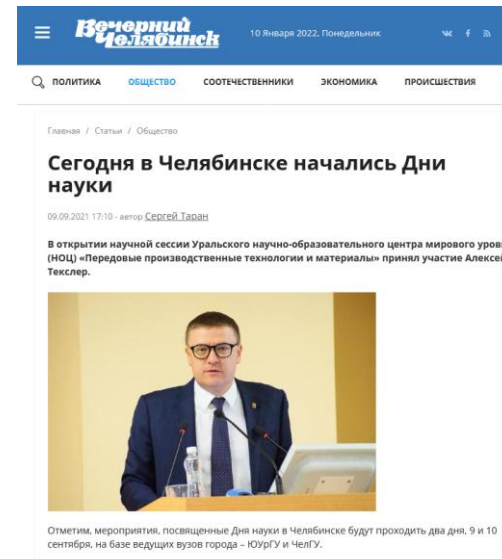 Вечерний
Челябинск
10 Января 2022, Понедельник
ПОЛИТИКА ОБЩЕСТВО СООТЕЧЕСТВЕННИКИ ЭКОНОМИКА ПРОИСШЕСТВИЯ
Главная / Статьи / Общество
Сегодня в Челябинске начались Дни
науки
09.09.2021 17:10 - автор Сергей Таран
В открытии научной сессии Уральского научно-образовательного центра мирового уров
(НОЦ) «Передовые производственные технологии и материалы» принял участие Алексе
Текслер.
Отметим, мероприятия, посвященные Дня науки в Челябинске будут проходить два дня, 9 и 10
сентября, на базе ведущих вузов города – ЮУрГУ и ЧелГУ.